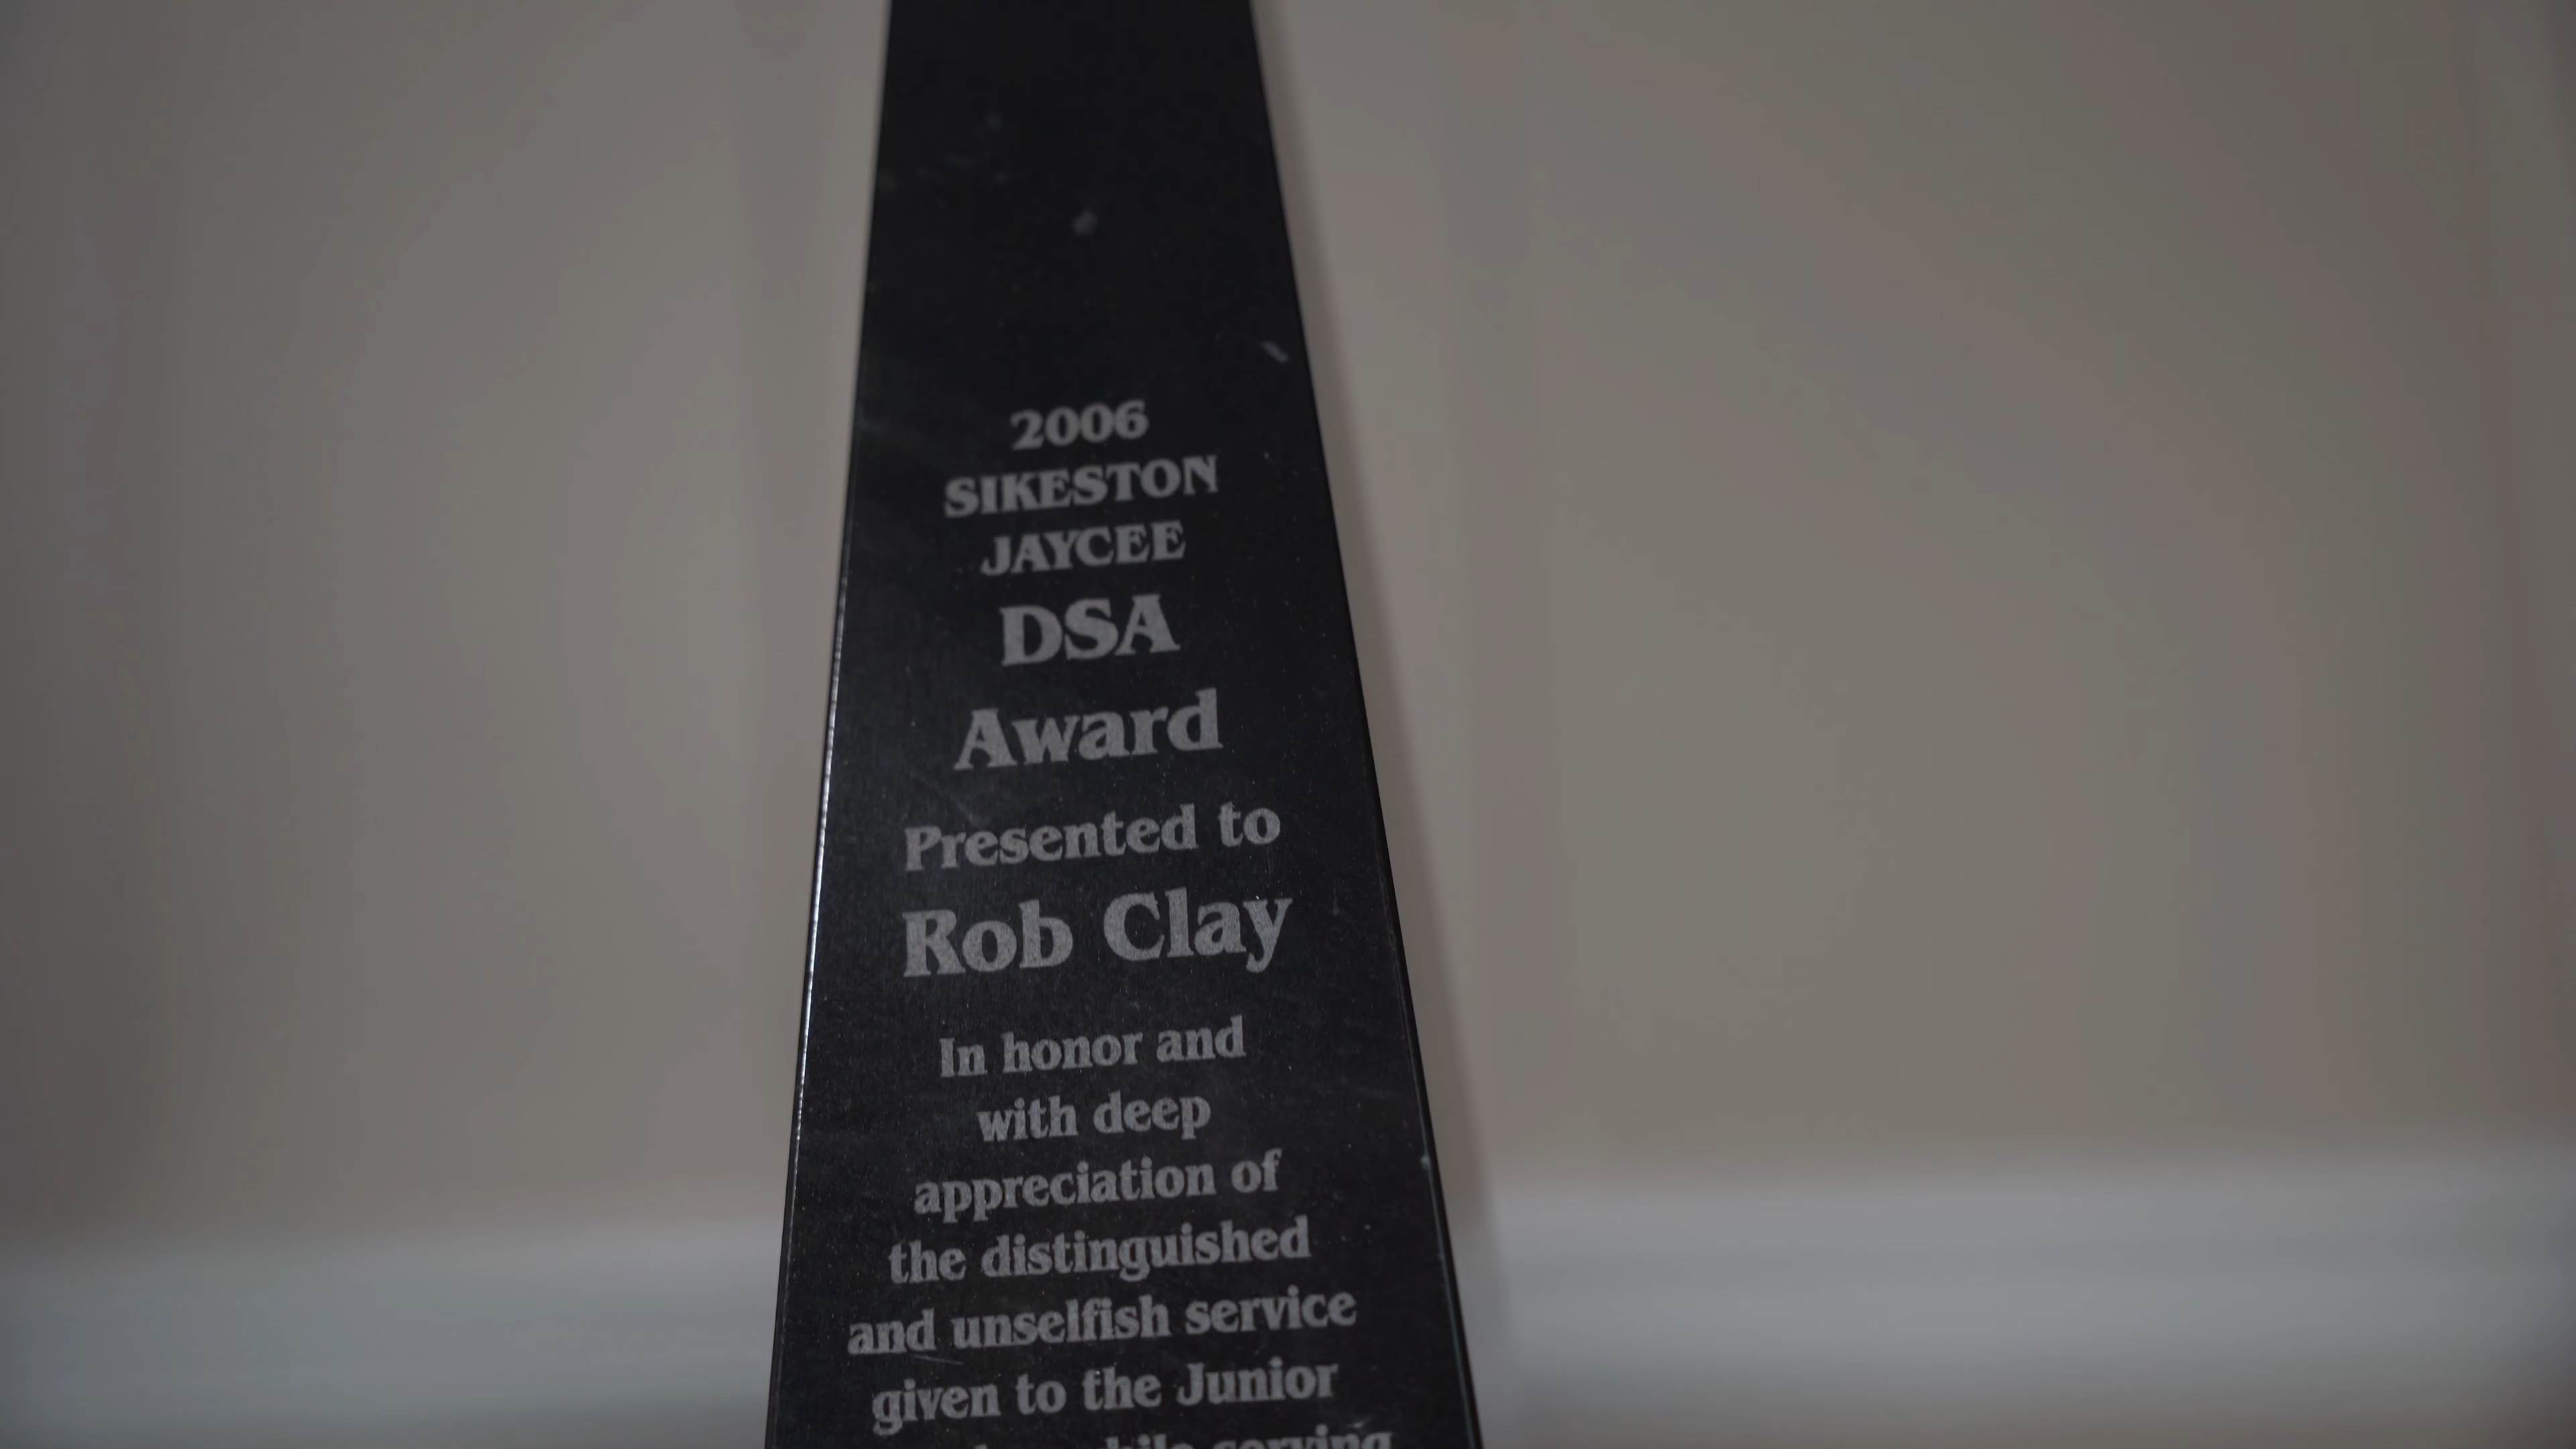 2006
SIKESTON
JAYCEE
DSA
Award
Presented to
Rob Clay
In honor and
with deep
appreciation of
the distinguished
and unselfish service
given to the Junior
serving